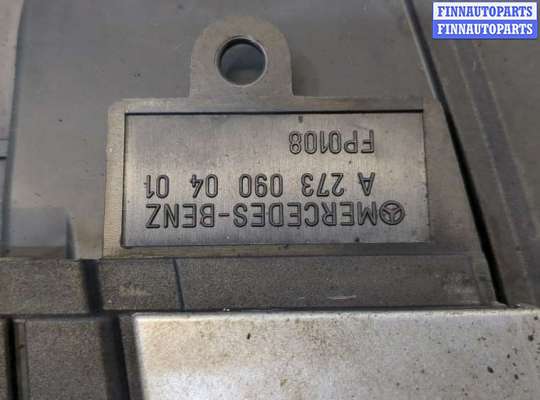 FINNAUTOPARTS
FINNAUTOPARTS
MERCEDES-BENZ
A 273 090 04 01
FP0108